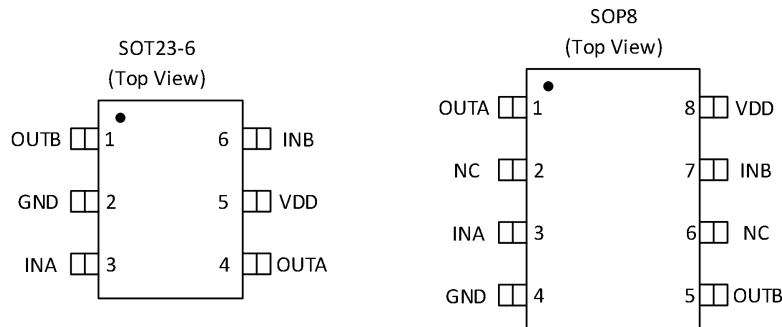 SOT23-6
(Top View)
OUTB 1 6 INB
GND 2 5 VDD
INA 3 4 OUTA
SOP8
(Top View)
OUTA 1 8 VDD
NC 2 7 INB
INA 3 6 NC
GND 4 5 OUTB